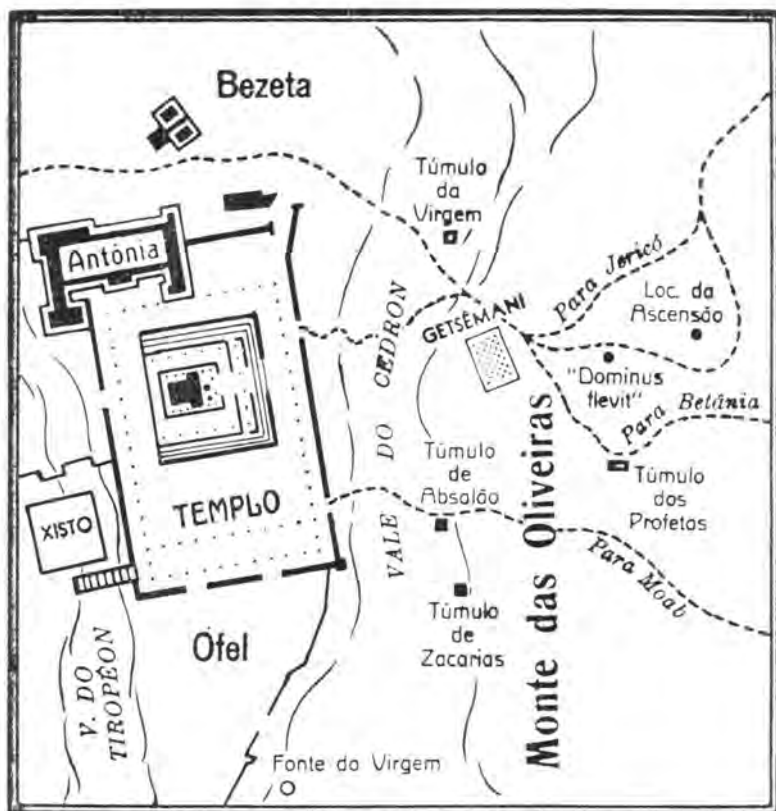 Bezeta
Túmulo
da
Virgem
Antônia
Para Jericó
Loc. da
Ascensão
GETSÊMANI
"Dominus
flevit"
Para Betânia
VALE DO CEDRON
Túmulo
de
Absalão
Túmulo
dos
Profetas
XISTO
TEMPLO
Monte das Oliveiras
Para Moab
Túmulo
de
Zacarias
Ofel
V. DO
TIROPÉON
Fonte da Virgem